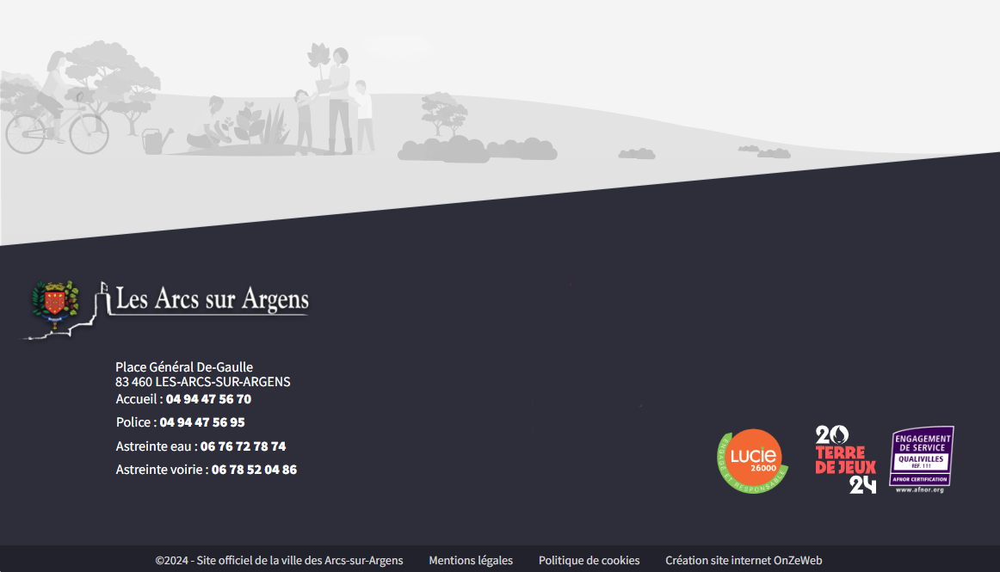 Les Arcs sur Argens
Place Général De-Gaulle
83 460 LES-ARCS-SUR-ARGENS
Accueil : 04 94 47 56 70
Police : 04 94 47 56 95
Astreinte eau : 06 76 72 78 74
Astreinte voirie : 06 78 52 04 86
ENGAGÉ ET RESPONSABLE
LUCIE
26000
20
TERRE
DE JEUX
24
ENGAGEMENT
DE SERVICE
QUALIVILLES
REF. 111
AFNOR CERTIFICATION
www.afnor.org
©2024 - Site officiel de la ville des Arcs-sur-Argens Mentions légales Politique de cookies Création site internet OnZeWeb